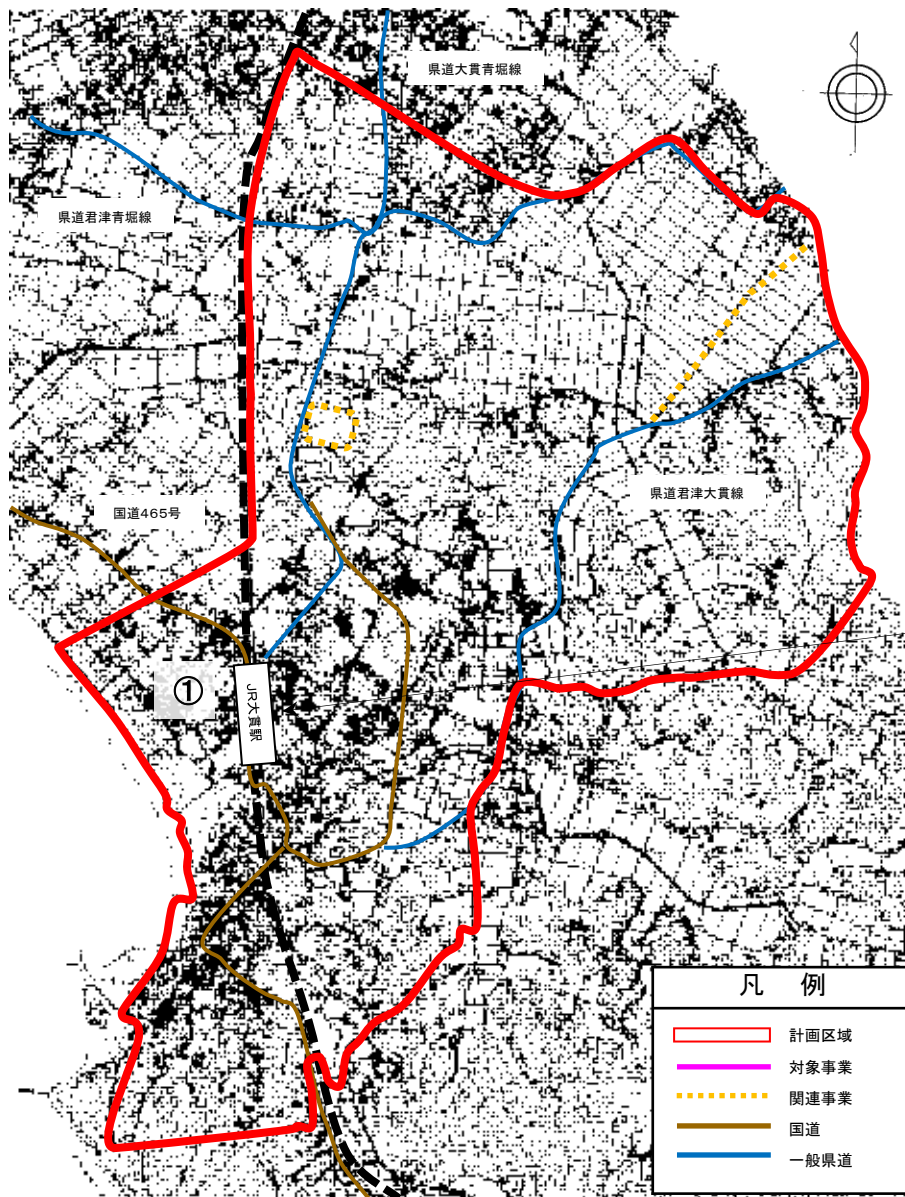 県道大貫青堀線
県道君津青堀線
国道465号
県道君津大貫線
①
JR大貫駅
凡 例
計画区域
対象事業
関連事業
国道
一般県道